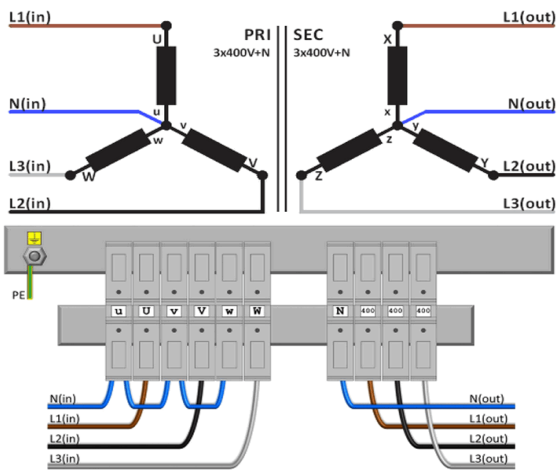 L1(in) PRI SEC L1(out)
U X
3x400V+N 3x400V+N
N(in) u x N(out)
v y
w z
L3(in) W V Z Y L2(out)
L2(in) L3(out)
PE
u U v V w W N 400 400 400
N(in) N(out)
L1(in) L1(out)
L2(in) L2(out)
L3(in) L3(out)